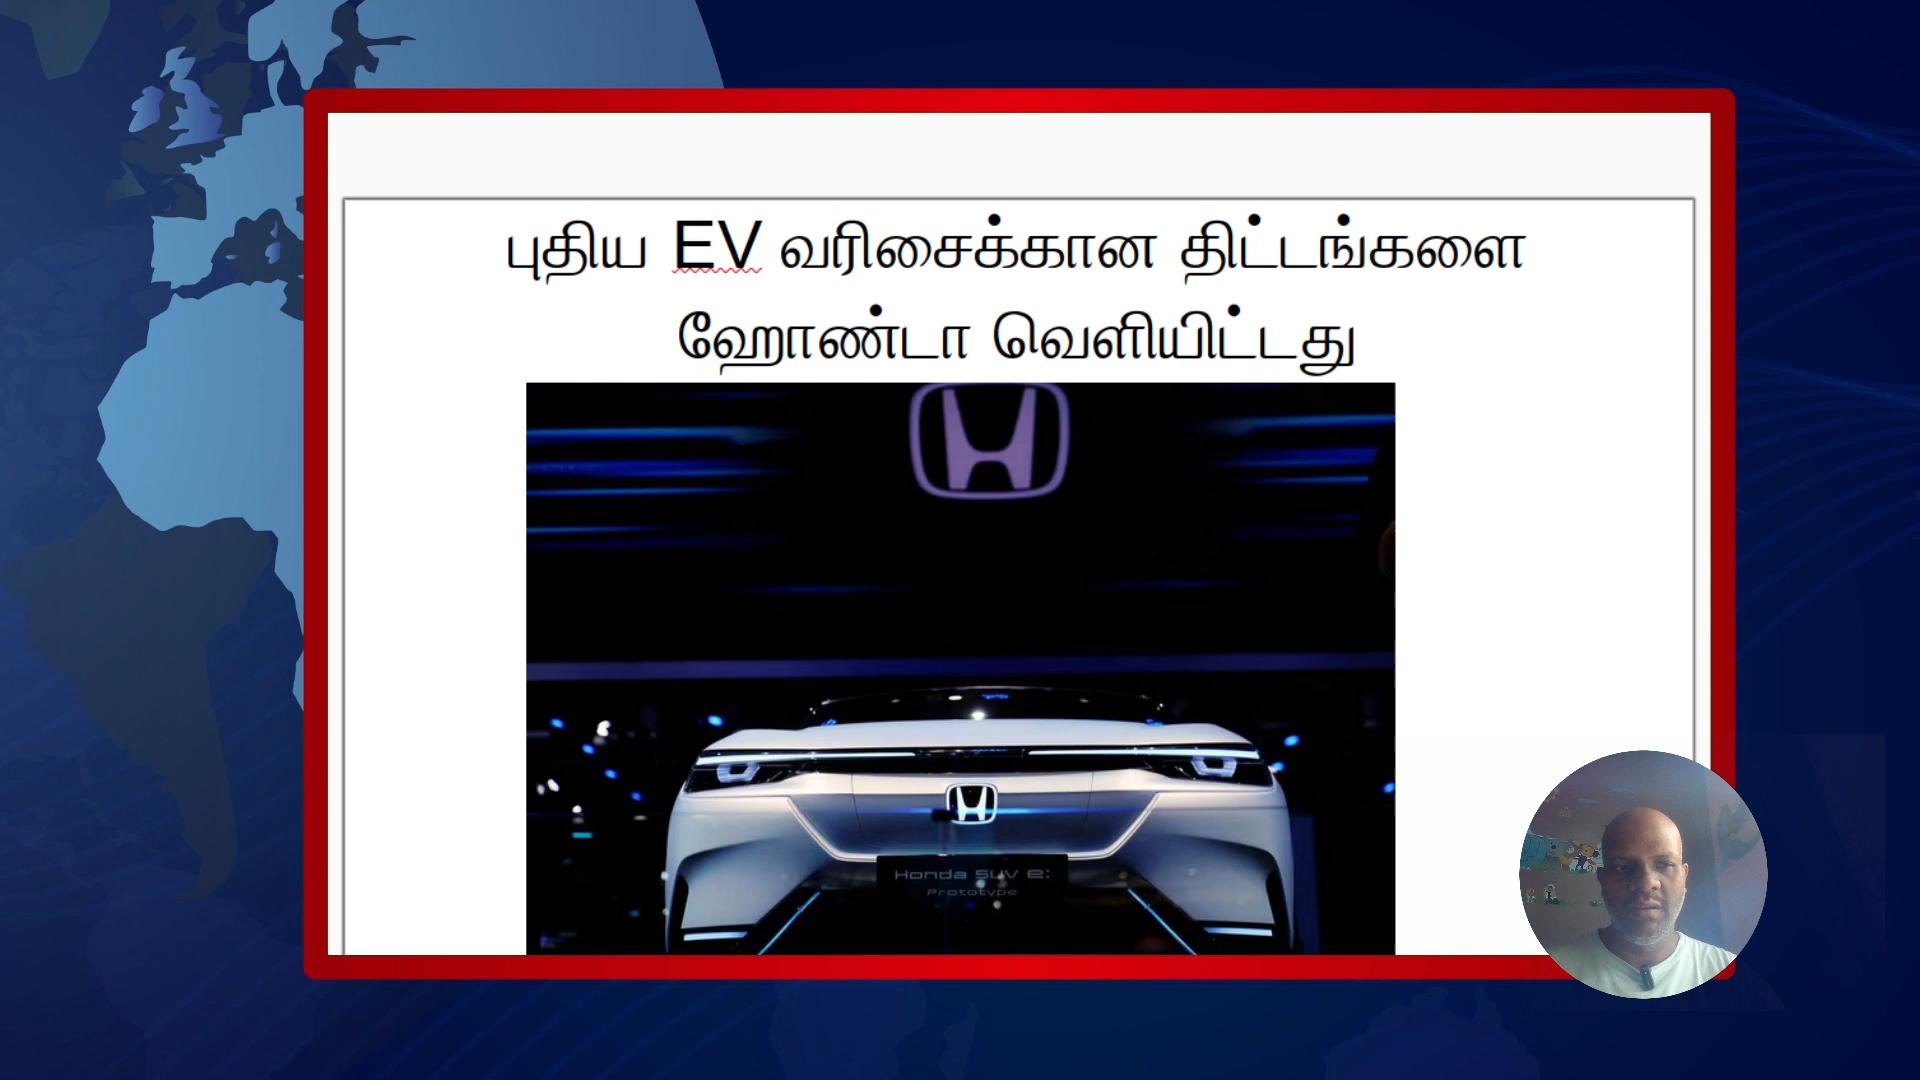 புதிய EV வரிசைக்கான திட்டங்களை
ஹோண்டா வெளியிட்டது
Honda SUV e:
Prototype